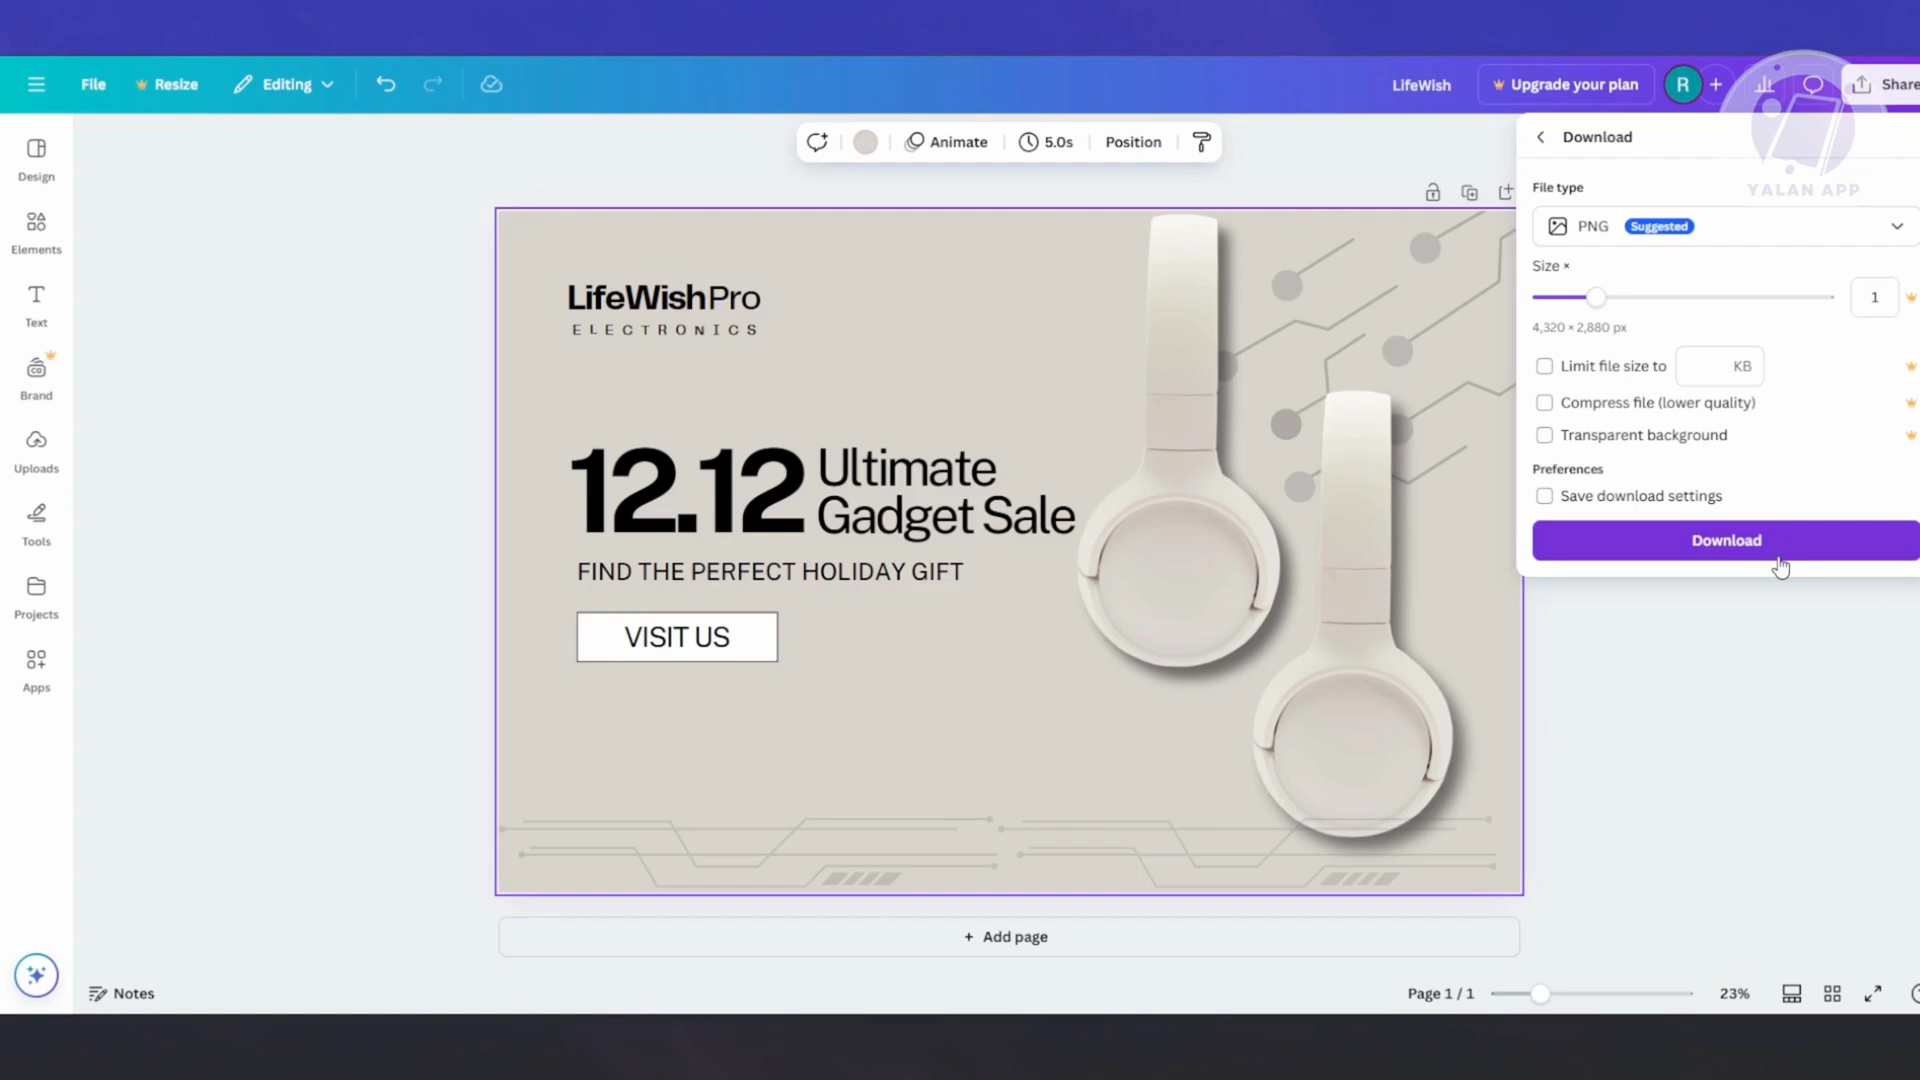 File
Resize
Editing
LifeWish
Upgrade your plan
R
Share
YALAN APP
Design
Elements
Text
Brand
Uploads
Tools
Projects
Apps
Animate
5.0s
Position
LifeWishPro
ELECTRONICS
12.12 Ultimate
Gadget Sale
FIND THE PERFECT HOLIDAY GIFT
VISIT US
+ Add page
Download
File type
PNG Suggested
Size ×
1
4,320 × 2,880 px
Limit file size to KB
Compress file (lower quality)
Transparent background
Preferences
Save download settings
Download
Notes
Page 1 / 1
23%